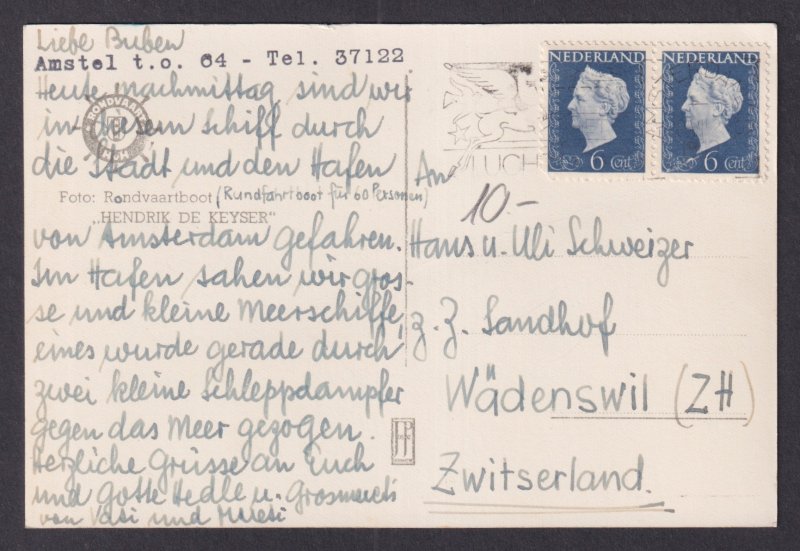 Liebe Buben
Amstel t.o. 64 - Tel. 37122
Heute nachmittag sind wir
in diesem Schiff durch
die Stadt und den Hafen
RONDVAART
Foto: Rondvaartboot (Rundfahrtboot für 60 Personen)
„HENDRIK DE KEYSER”
von Amsterdam gefahren.
Im Hafen sahen wir gros-
se und kleine Meerschiffe,
eines wurde gerade durch
zwei kleine Schleppdampfer
gegen das Meer gezogen.
Herzliche Grüsse an Euch
und Gotte Hedle u. Grosmueti
von Vati und Mueti
LUCH
NEDERLAND
6 Cent
NEDERLAND
6 Cent
An
10.-
Hans u. Uli Schweizer
z. Z. Sandhof
Wädenswil (ZH)
Zwitserland.